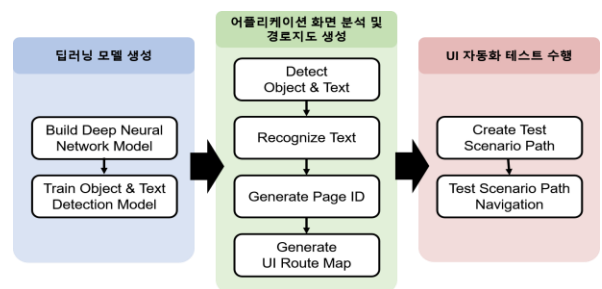 딥러닝 모델 생성
Build Deep Neural
Network Model
Train Object & Text
Detection Model
어플리케이션 화면 분석 및
경로지도 생성
Detect
Object & Text
Recognize Text
Generate Page ID
Generate
UI Route Map
UI 자동화 테스트 수행
Create Test
Scenario Path
Test Scenario Path
Navigation